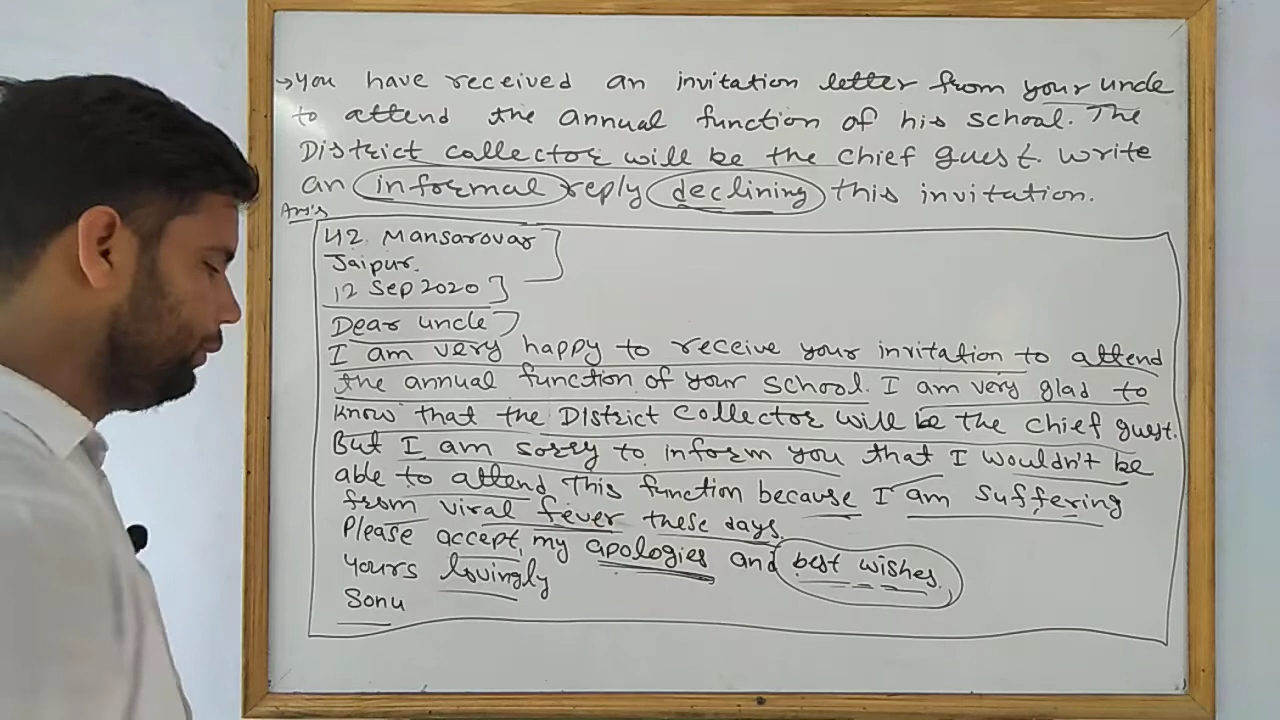 →you have received an invitation letter from your uncle
to attend the annual function of his school. The
District collector will be the chief guest. Write
an informal reply declining this invitation.
Ans's
42, Mansarovar
Jaipur.
12 Sep 2020
Dear uncle
I am very happy to receive your invitation to attend
the annual function of your school. I am very glad to
know that the District Collector will be the chief guest.
But I am sorry to inform you that I wouldn't be
able to attend This function because I am suffering
from viral fever these days.
Please accept, my apologies and best wishes.
Yours lovingly
Sonu